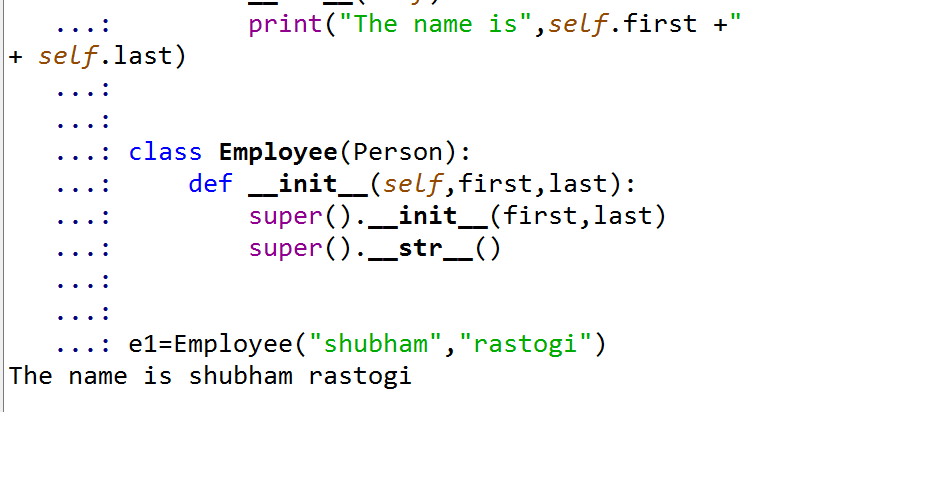 ...: print("The name is",self.first +"
+ self.last)
...:
...:
...: class Employee(Person):
...: def __init__(self,first,last):
...: super().__init__(first,last)
...: super().__str__()
...:
...:
...: e1=Employee("shubham","rastogi")
The name is shubham rastogi